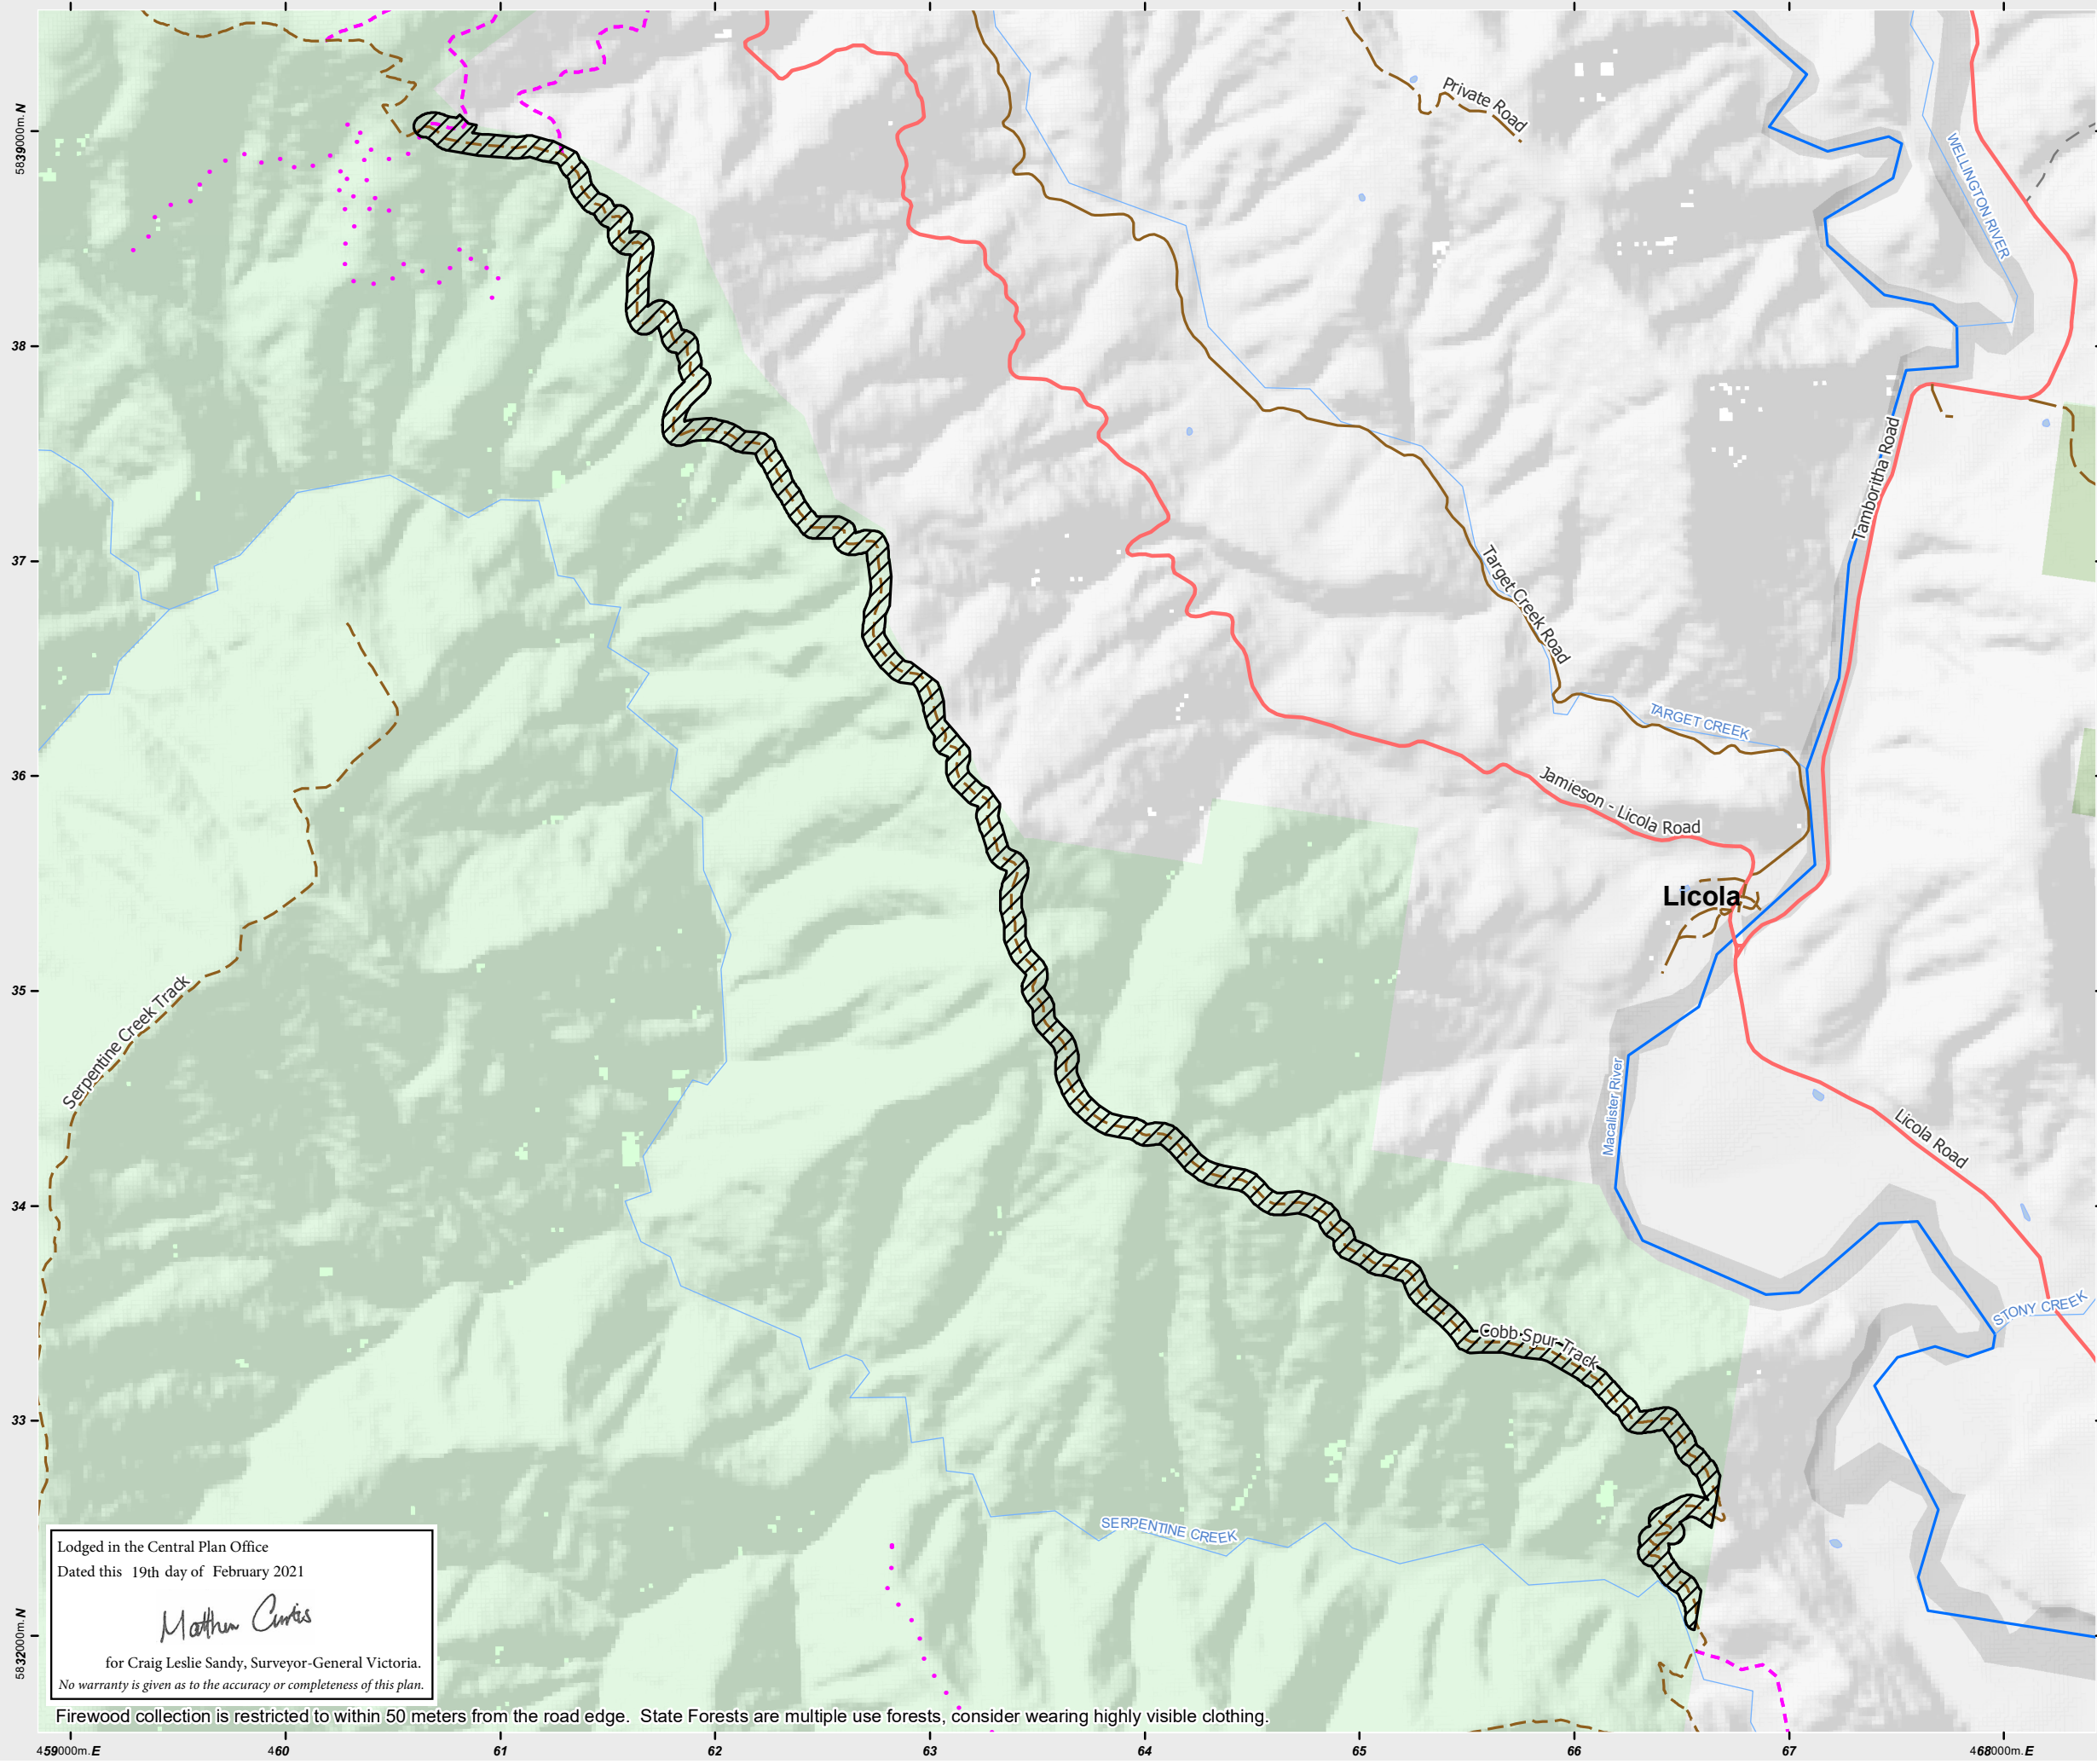 Private Road
WELLINGTON RIVER
5839000m.N
38
37
36
35
34
33
5832000m.N
Tamboritha Road
Target Creek Road
TARGET CREEK
Jamieson - Licola Road
Licola
Serpentine Creek Track
Macalister River
Licola Road
STONY CREEK
Cobb Spur Track
SERPENTINE CREEK
Lodged in the Central Plan Office
Dated this 19th day of February 2021
Matthew Curtis
for Craig Leslie Sandy, Surveyor-General Victoria.
No warranty is given as to the accuracy or completeness of this plan.
Firewood collection is restricted to within 50 meters from the road edge. State Forests are multiple use forests, consider wearing highly visible clothing.
459000m.E 460 61 62 63 64 65 66 67 468000m.E